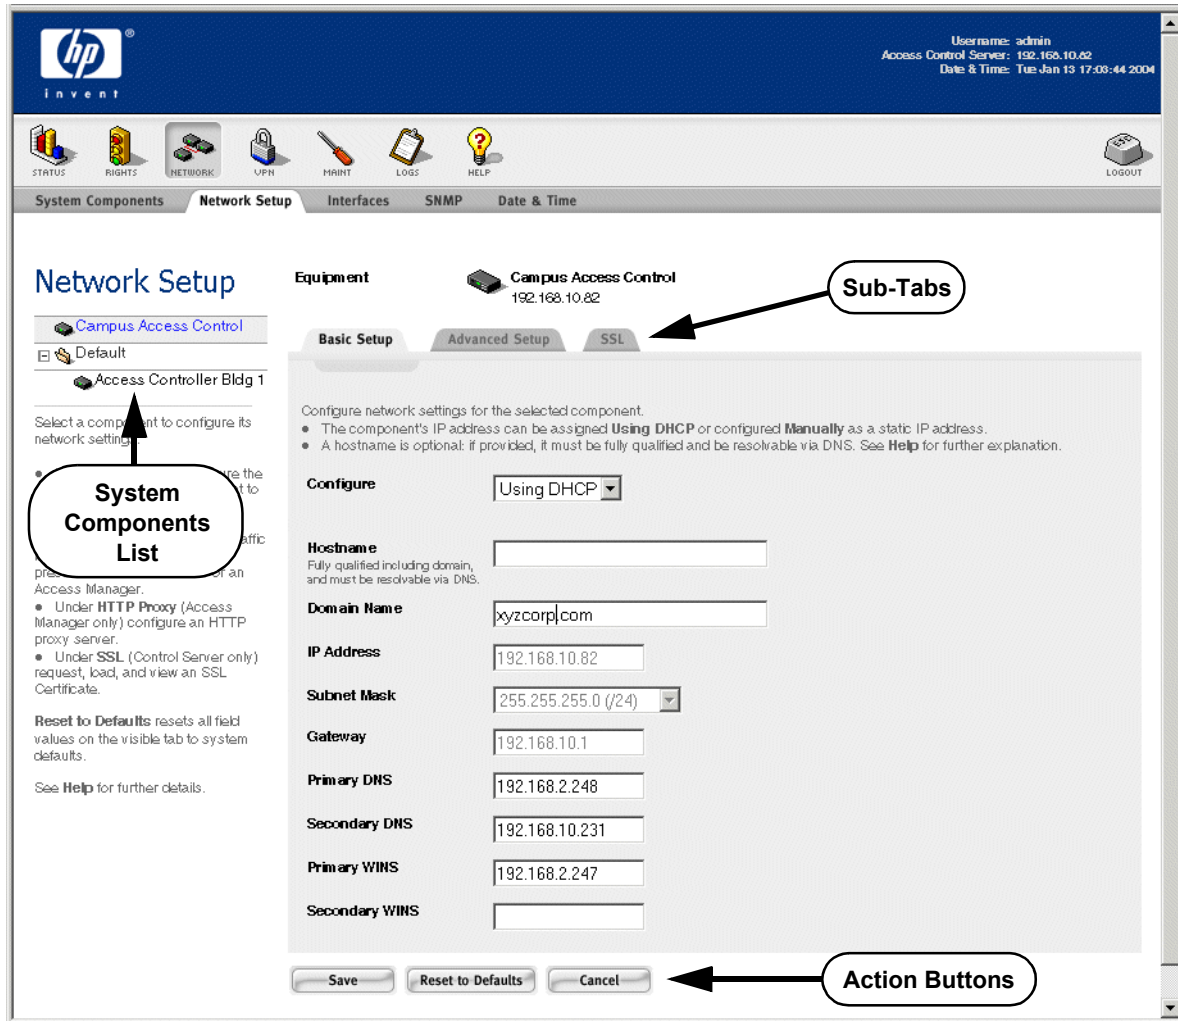 hp ®
invent
Username: admin
Access Control Server: 192.168.10.82
Date & Time: Tue Jan 13 17:03:44 2004
STATUS RIGHTS NETWORK VPN MAINT LOGS HELP LOGOUT
System Components Network Setup Interfaces SNMP Date & Time
Network Setup
Campus Access Control
Default
Access Controller Bldg 1
Select a component to configure its
network settings
re the
t to
System
Components
List
affic
pre
or an
Access Manager.
• Under HTTP Proxy (Access
Manager only) configure an HTTP
proxy server.
• Under SSL (Control Server only)
request, load, and view an SSL
Certificate.
Reset to Defaults resets all field
values on the visible tab to system
defaults.
See Help for further details.
Equipment
Campus Access Control
192.168.10.82
Sub-Tabs
Basic Setup Advanced Setup SSL
Configure network settings for the selected component.
• The component's IP address can be assigned Using DHCP or configured Manually as a static IP address.
• A hostname is optional: if provided, it must be fully qualified and be resolvable via DNS. See Help for further explanation.
Configure Using DHCP
Hostname
Fully qualified including domain,
and must be resolvable via DNS.
Domain Name xyzcorp.com
IP Address 192.168.10.82
Subnet Mask 255.255.255.0 (/24)
Gateway 192.168.10.1
Primary DNS 192.168.2.248
Secondary DNS 192.168.10.231
Primary WINS 192.168.2.247
Secondary WINS
Save Reset to Defaults Cancel
Action Buttons